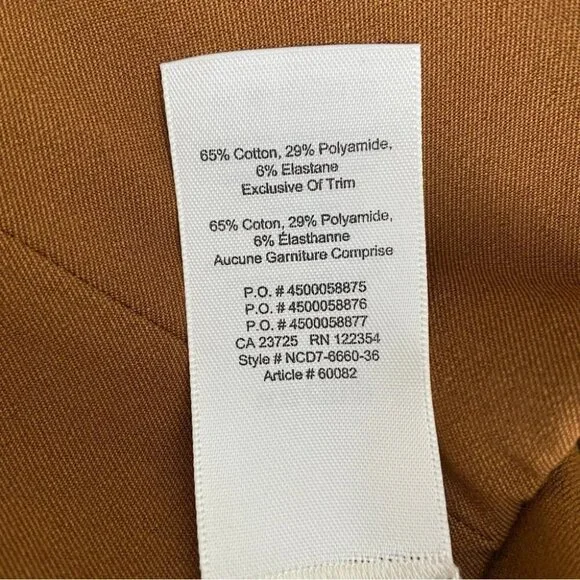 65% Cotton, 29% Polyamide,
6% Elastane
Exclusive Of Trim
65% Coton, 29% Polyamide,
6% Élasthanne
Aucune Garniture Comprise
P.O. # 4500058875
P.O. # 4500058876
P.O. # 4500058877
CA 23725 RN 122354
Style # NCD7-6660-36
Article # 60082